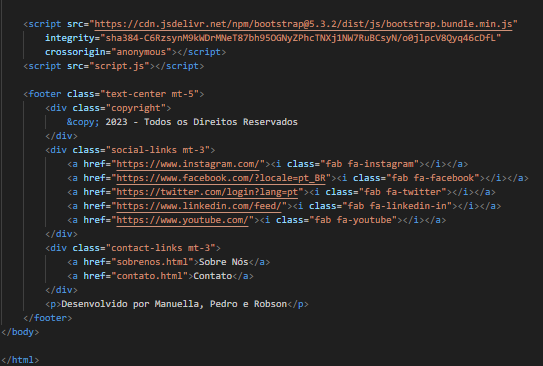 <script src="https://cdn.jsdelivr.net/npm/bootstrap@5.3.2/dist/js/bootstrap.bundle.min.js"
integrity="sha384-C6RzsynM9kWDrMNeT87bh95OGNyZPhcTNXj1NW7RuBCsyN/o0jlpcV8Qyq46cDfL"
crossorigin="anonymous"></script>
<script src="script.js"></script>
<footer class="text-center mt-5">
<div class="copyright">
&copy; 2023 - Todos os Direitos Reservados
</div>
<div class="social-links mt-3">
<a href="https://www.instagram.com/"><i class="fab fa-instagram"></i></a>
<a href="https://www.facebook.com/?locale=pt_BR"><i class="fab fa-facebook"></i></a>
<a href="https://twitter.com/login?lang=pt"><i class="fab fa-twitter"></i></a>
<a href="https://www.linkedin.com/feed/"><i class="fab fa-linkedin-in"></i></a>
<a href="https://www.youtube.com/"><i class="fab fa-youtube"></i></a>
</div>
<div class="contact-links mt-3">
<a href="sobrenos.html">Sobre Nós</a>
<a href="contato.html">Contato</a>
</div>
<p>Desenvolvido por Manuella, Pedro e Robson</p>
</footer>
</body>
</html>